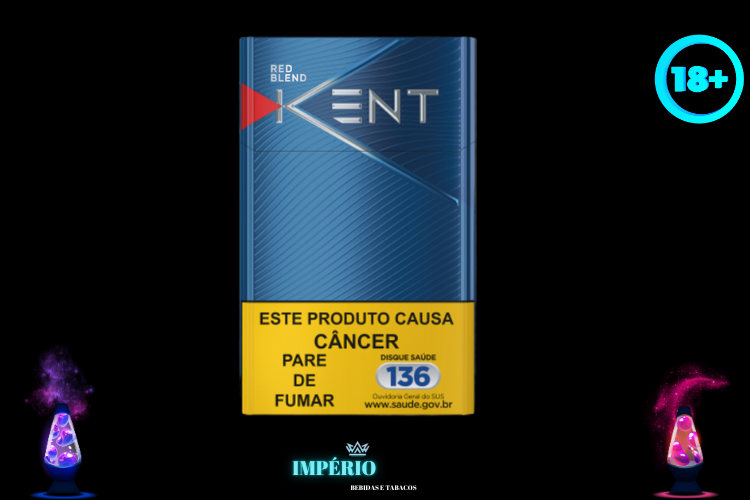 RED
BLEND
KENT
18+
ESTE PRODUTO CAUSA
CÂNCER
PARE
DE
FUMAR
DISQUE SAÚDE
136
Ouvidoria Geral do SUS
www.saude.gov.br
IMPÉRIO
BEBIDAS E TABACOS